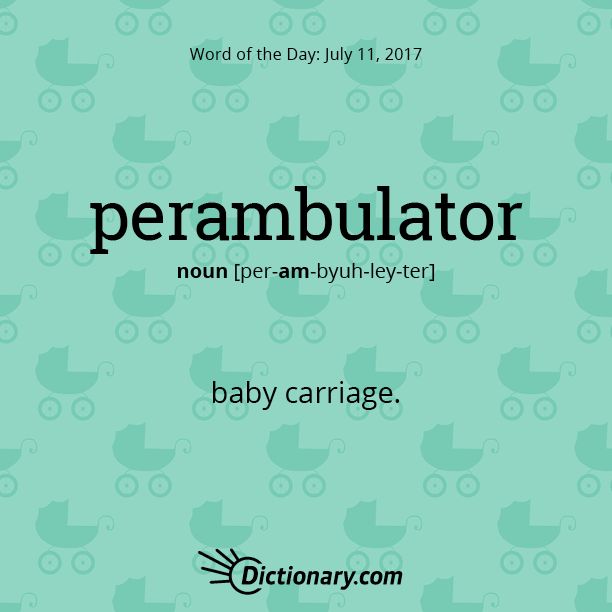 Word of the Day: July 11, 2017
perambulator
noun [per-am-byuh-ley-ter]
baby carriage.
Dictionary.com